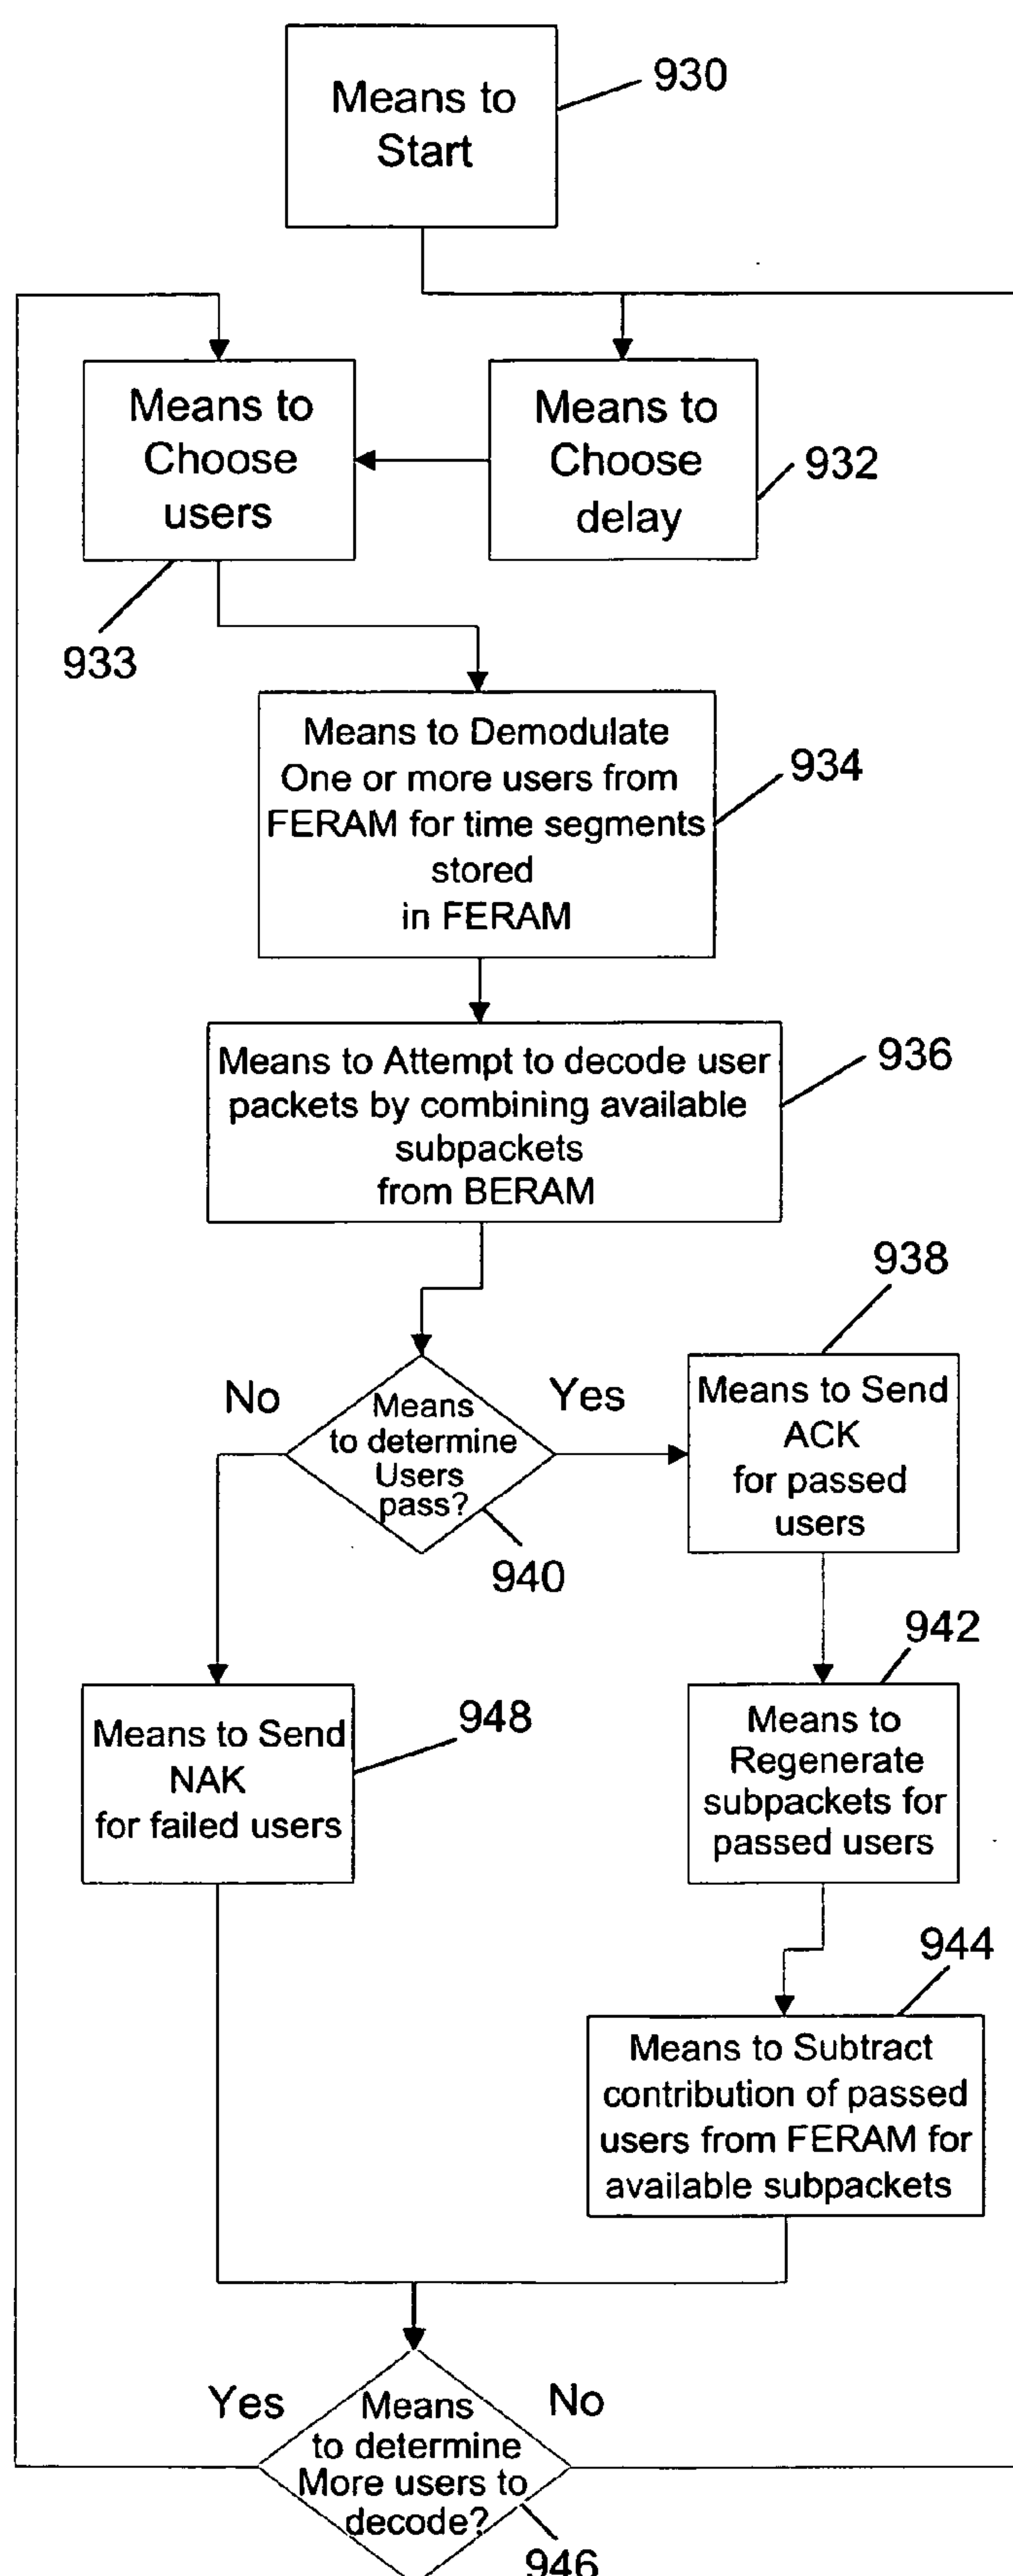 Means to
Start
930
Means to
Choose
users
Means to
Choose
delay
932
933
Means to Demodulate
One or more users from
FERAM for time segments
stored
in FERAM
934
Means to Attempt to decode user
packets by combining available
subpackets
from BERAM
936
938
No
Yes
Means
to determine
Users
pass?
940
Means to Send
ACK
for passed
users
942
Means to Send
NAK
for failed users
948
Means to
Regenerate
subpackets for
passed users
944
Means to Subtract
contribution of passed
users from FERAM for
available subpackets
Yes
No
Means
to determine
More users to
decode?
946